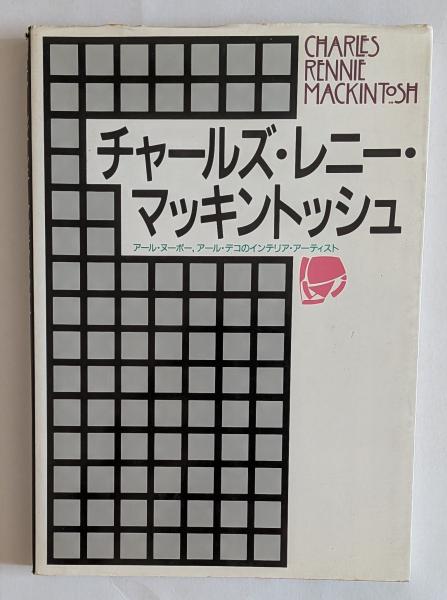 CHARLES
RENNIE
MACKINTOSH
チャールズ・レニー・
マッキントッシュ
アール・ヌーボー,アール・デコのインテリア・アーティスト